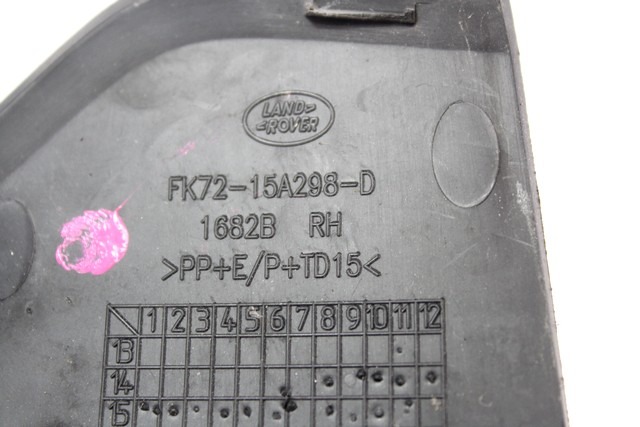 LAND
ROVER
FK72-15A298-D
1682B RH
>PP+E/P+TD15<
1 2 3 4 5 6 7 8 9 10 11 12
13
14
15